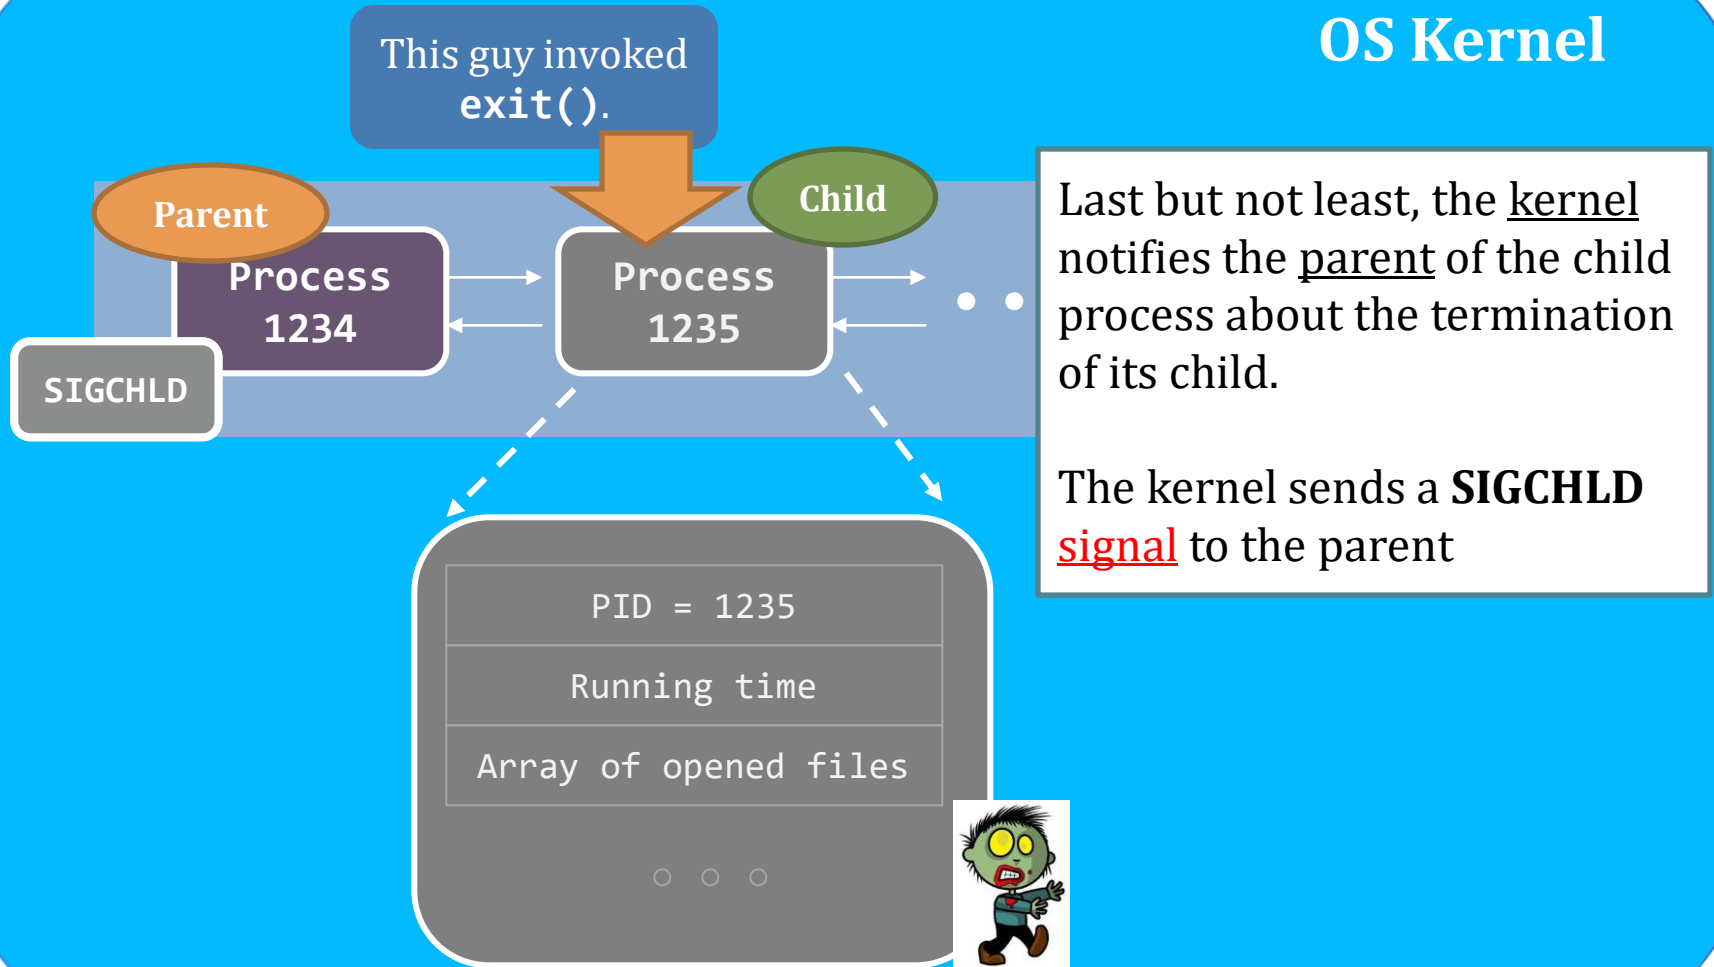 OS Kernel
This guy invoked
exit().
Parent
Child
Process
1234
Process
1235
SIGCHLD
Last but not least, the kernel
notifies the parent of the child
process about the termination
of its child.
The kernel sends a SIGCHLD
signal to the parent
PID = 1235
Running time
Array of opened files